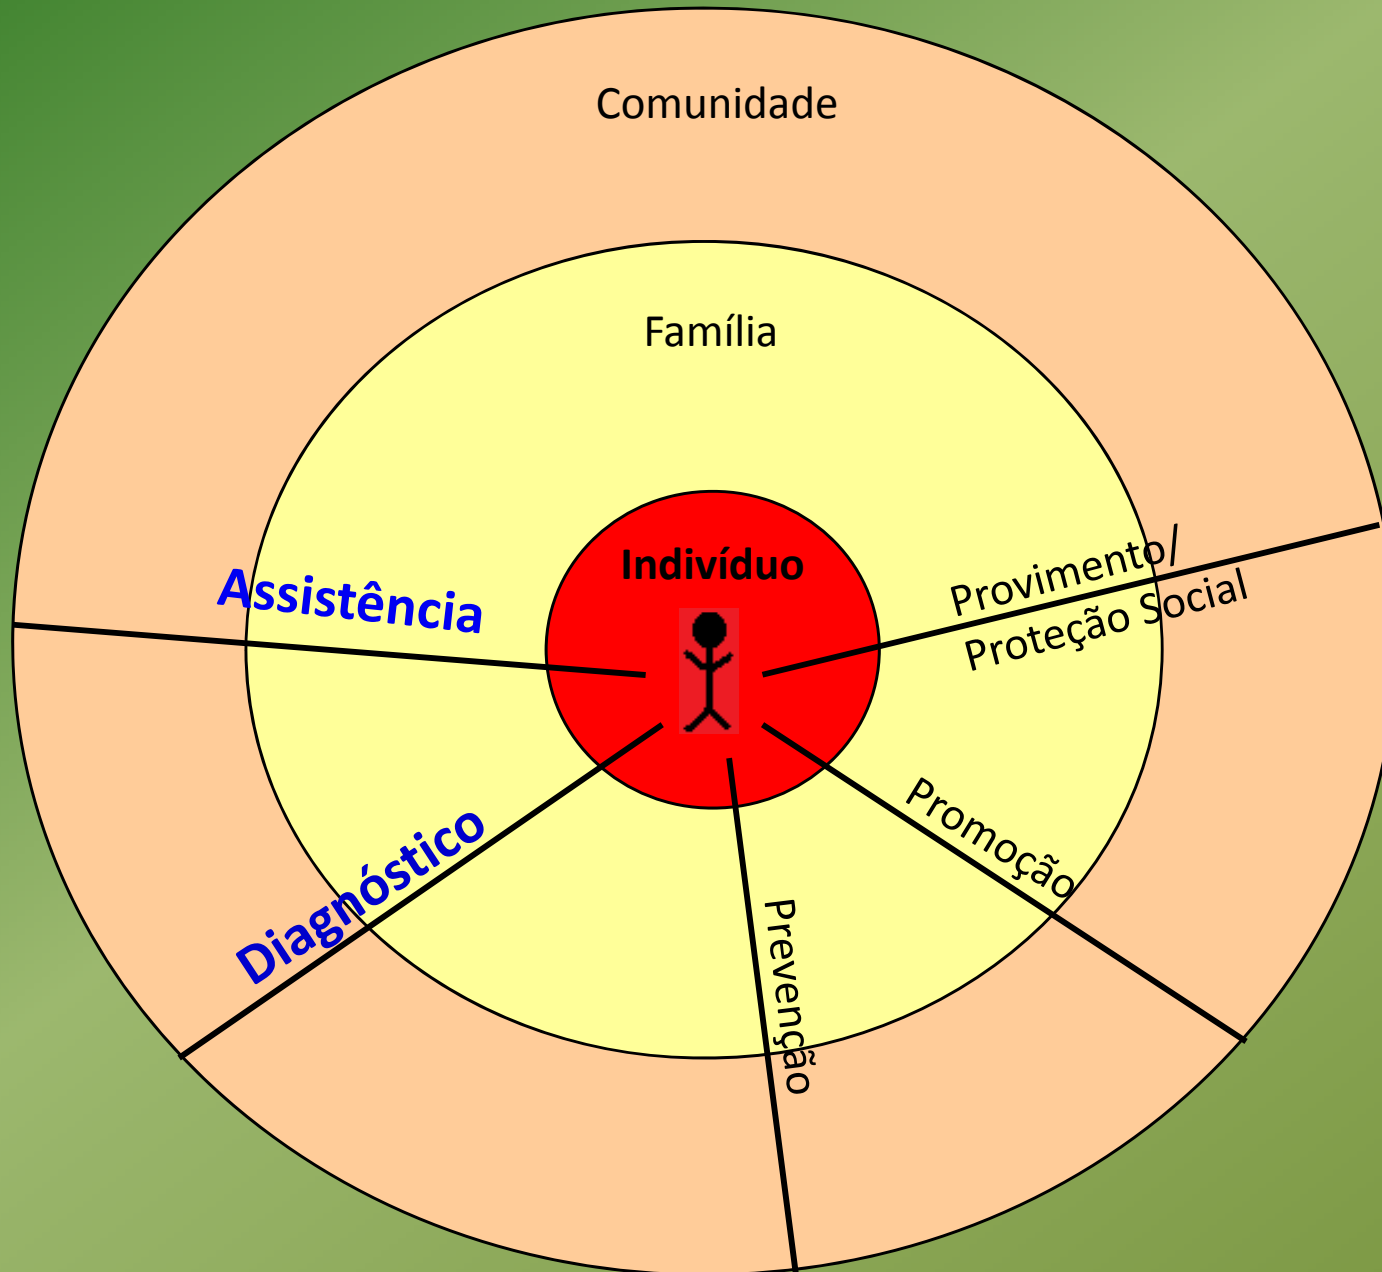 Comunidade
Família
Indivíduo
Assistência
Provimento/
Proteção Social
Diagnóstico
Promoção
Prevenção